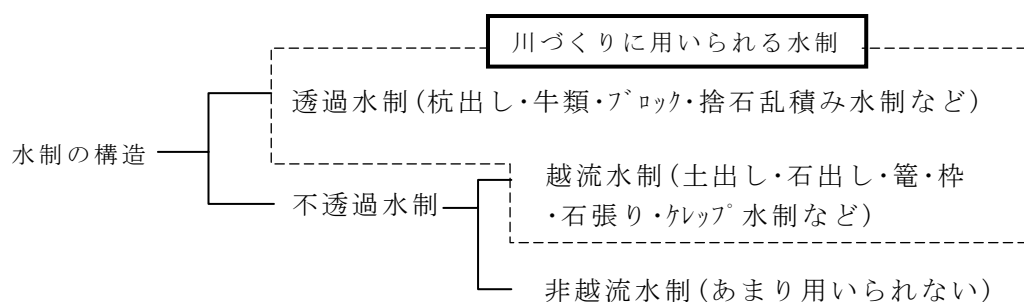 川づくりに用いられる水制
透過水制(杭出し･牛類･ﾌﾞﾛｯｸ･捨石乱積み水制など)
水制の構造
不透過水制
越流水制(土出し･石出し･篭･枠
･石張り･ｹﾚｯﾌﾟ水制など)
非越流水制(あまり用いられない)